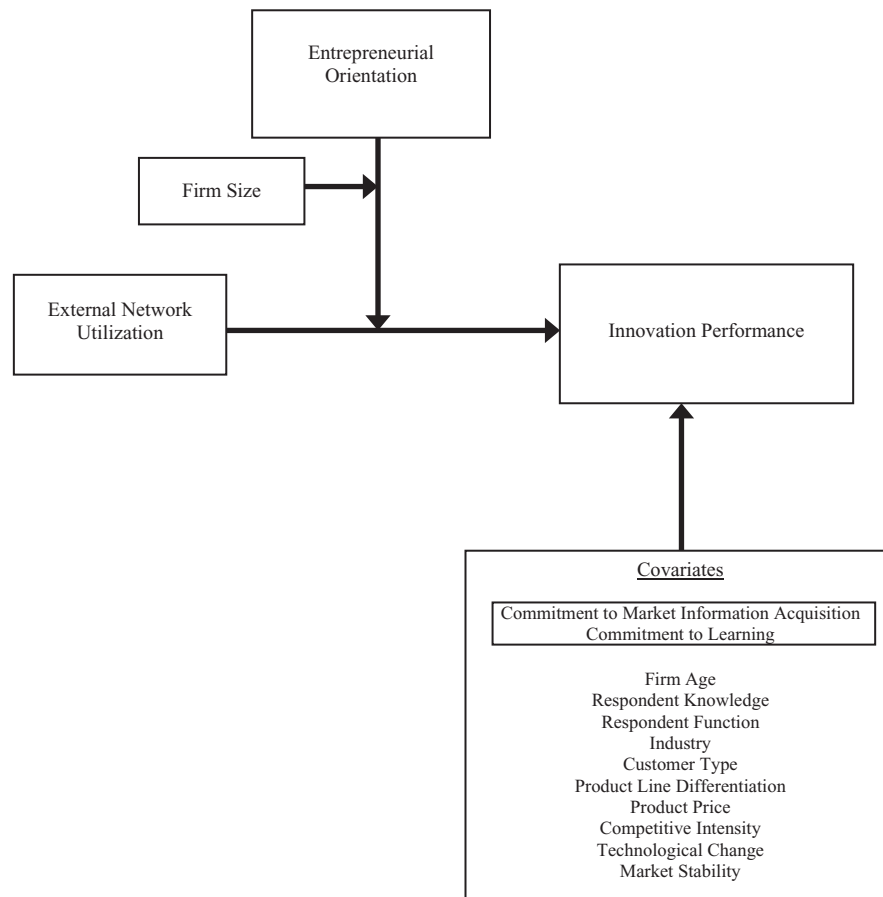 Entrepreneurial
Orientation
Firm Size
External Network
Utilization
Innovation Performance
Covariates
Commitment to Market Information Acquisition
Commitment to Learning
Firm Age
Respondent Knowledge
Respondent Function
Industry
Customer Type
Product Line Differentiation
Product Price
Competitive Intensity
Technological Change
Market Stability